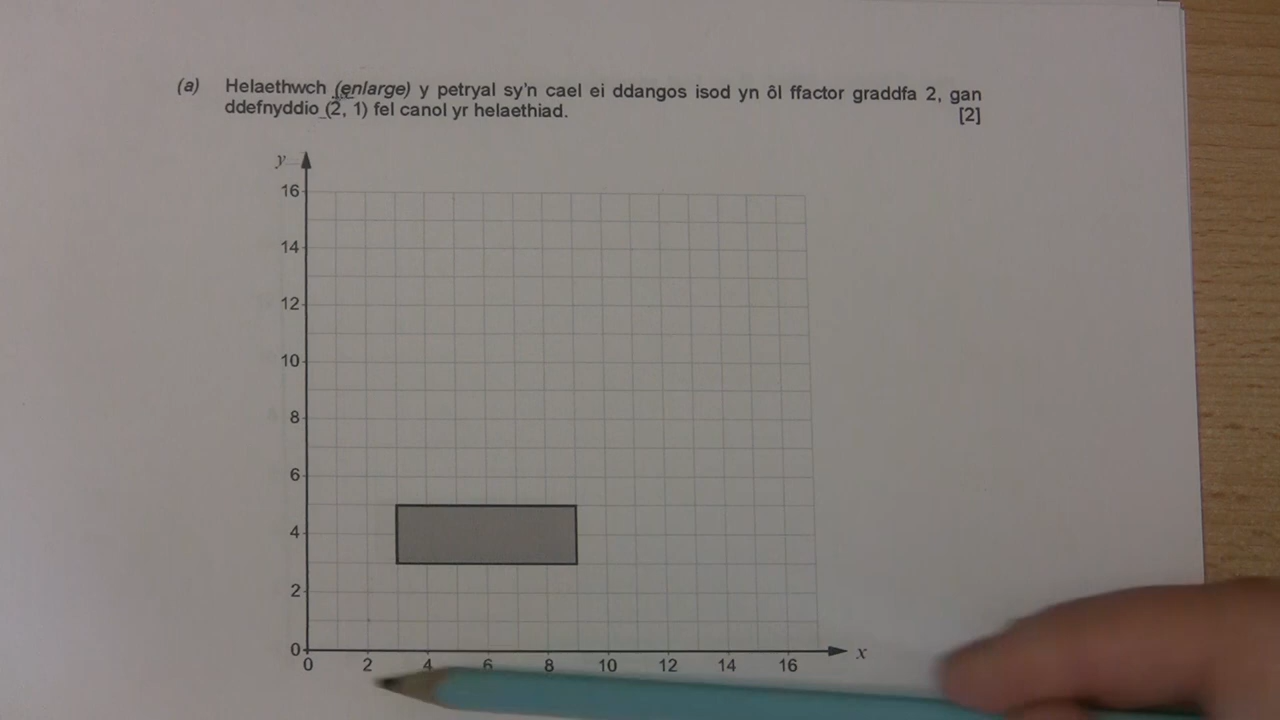 (a) Helaethwch (enlarge) y petryal sy'n cael ei ddangos isod yn ôl ffactor graddfa 2, gan
ddefnyddio (2, 1) fel canol yr helaethiad. [2]
y
16
14
12
10
8
6
4
2
0
0 2 4 6 8 10 12 14 16 x